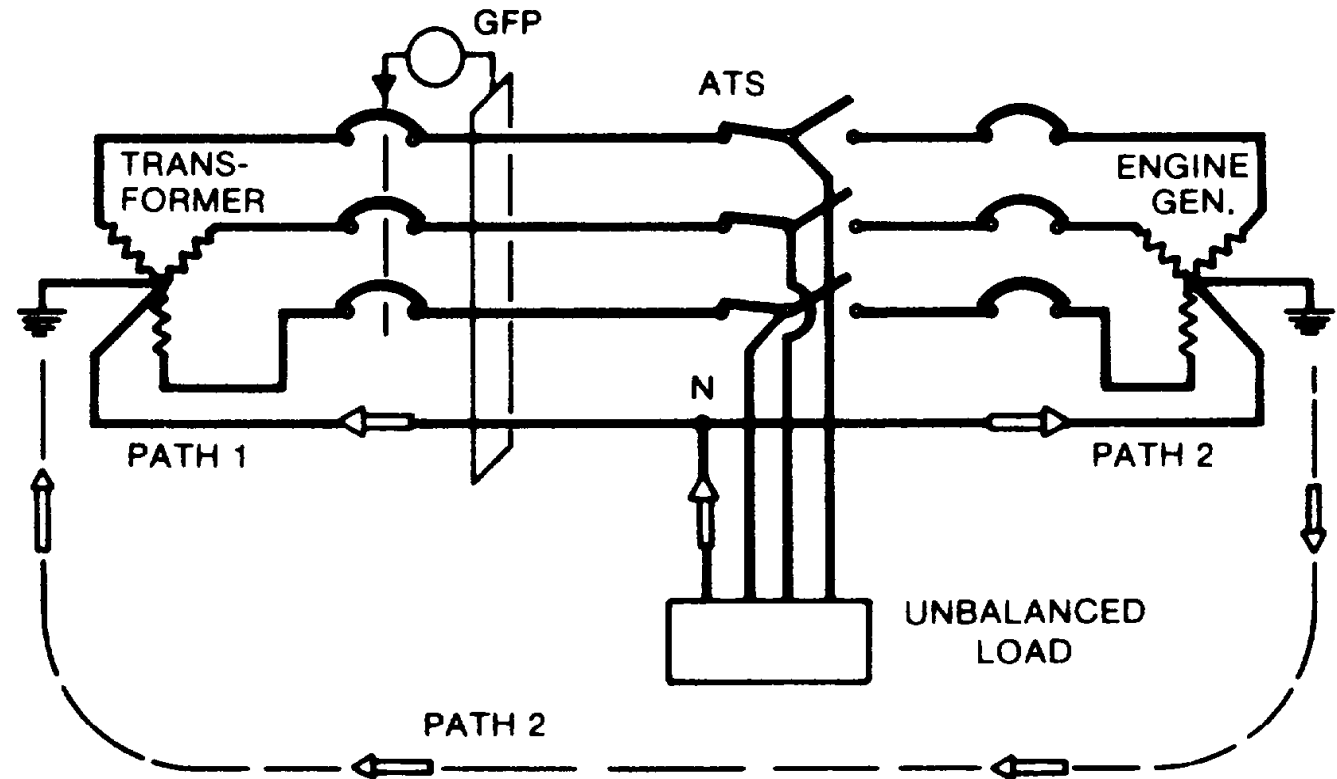 GFP
ATS
TRANS-
FORMER
ENGINE
GEN.
N
PATH 1
PATH 2
UNBALANCED
LOAD
PATH 2